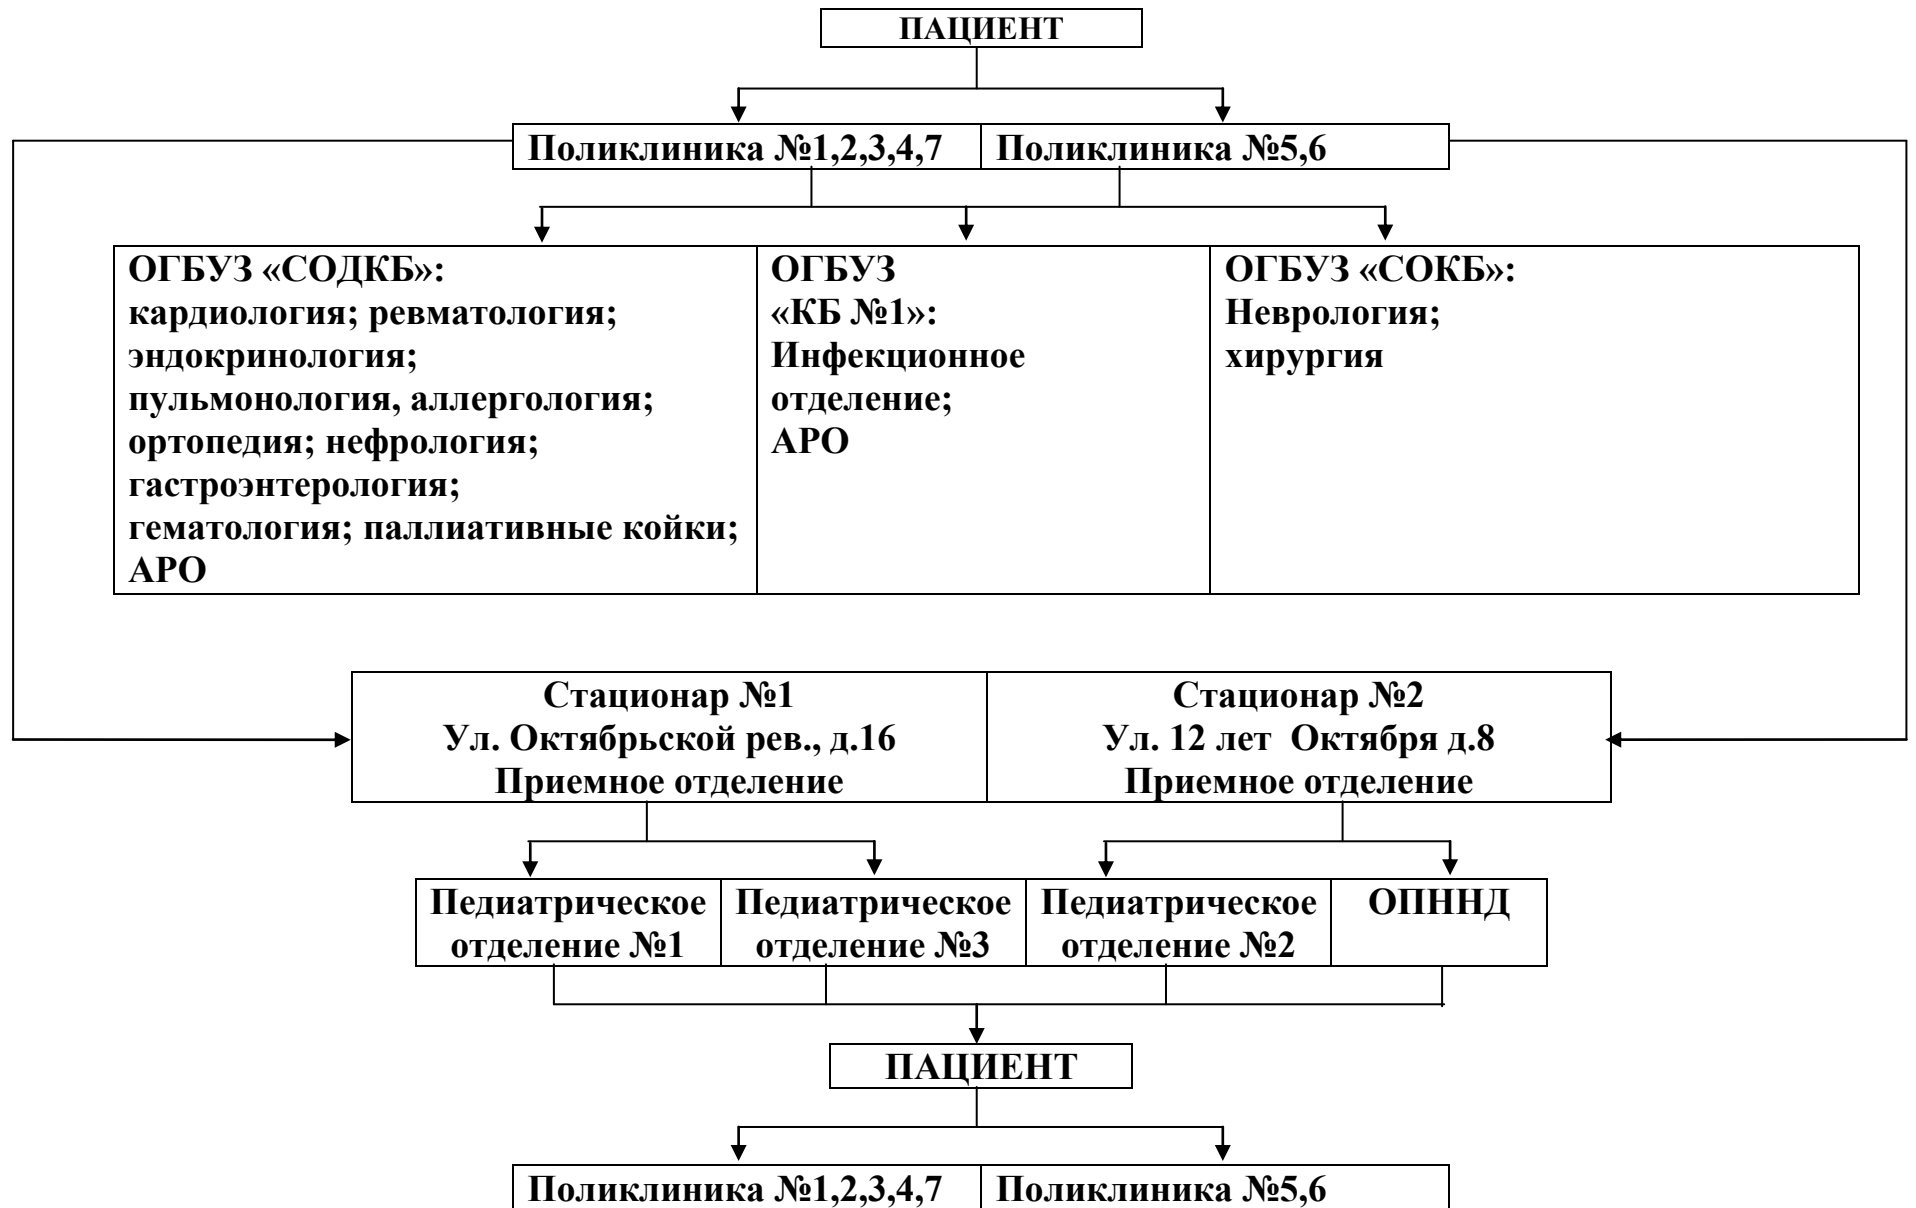 ПАЦИЕНТ
Поликлиника №1,2,3,4,7
Поликлиника №5,6
ОГБУЗ «СОДКБ»:
кардиология; ревматология;
эндокринология;
пульмонология, аллергология;
ортопедия; нефрология;
гастроэнтерология;
гематология; паллиативные койки;
АРО
ОГБУЗ
«КБ №1»:
Инфекционное
отделение;
АРО
ОГБУЗ «СОКБ»:
Неврология;
хирургия
Стационар №1
Ул. Октябрьской рев., д.16
Приемное отделение
Стационар №2
Ул. 12 лет Октября д.8
Приемное отделение
Педиатрическое
отделение №1
Педиатрическое
отделение №3
Педиатрическое
отделение №2
ОПННД
ПАЦИЕНТ
Поликлиника №1,2,3,4,7
Поликлиника №5,6